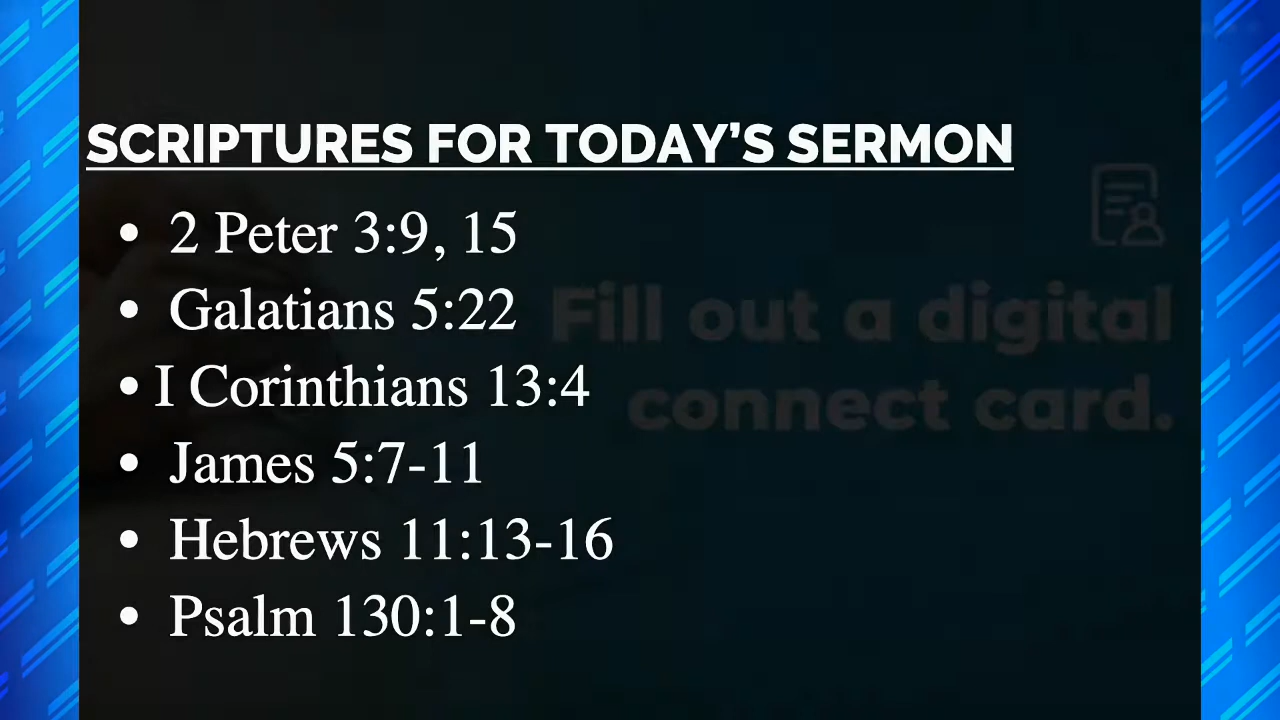 SCRIPTURES FOR TODAY’S SERMON
• 2 Peter 3:9, 15
• Galatians 5:22
• I Corinthians 13:4
• James 5:7-11
• Hebrews 11:13-16
• Psalm 130:1-8
Fill out a digital
connect card.